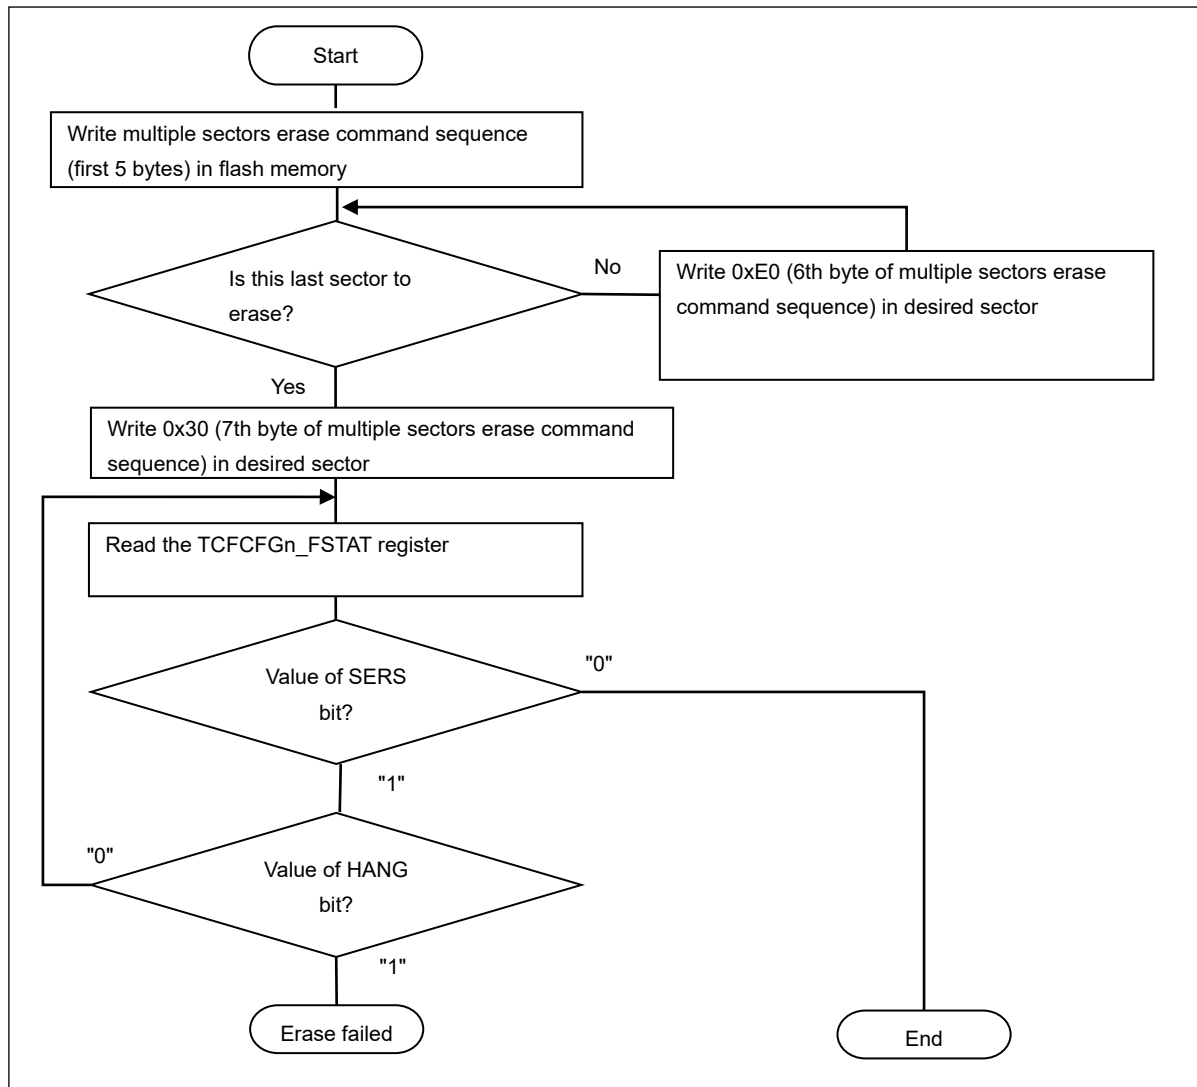 Start
Write multiple sectors erase command sequence
(first 5 bytes) in flash memory
Is this last sector to
erase?
No
Write 0xE0 (6th byte of multiple sectors erase
command sequence) in desired sector
Yes
Write 0x30 (7th byte of multiple sectors erase command
sequence) in desired sector
Read the TCFCFGn_FSTAT register
Value of SERS
bit?
"0"
"1"
Value of HANG
bit?
"0"
"1"
Erase failed
End